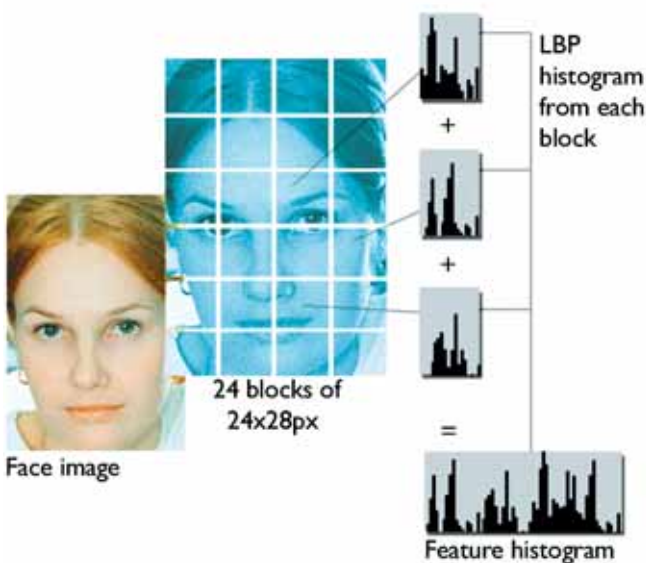 LBP
histogram
from each
block
+
+
24 blocks of
24x28px
=
Face image
Feature histogram